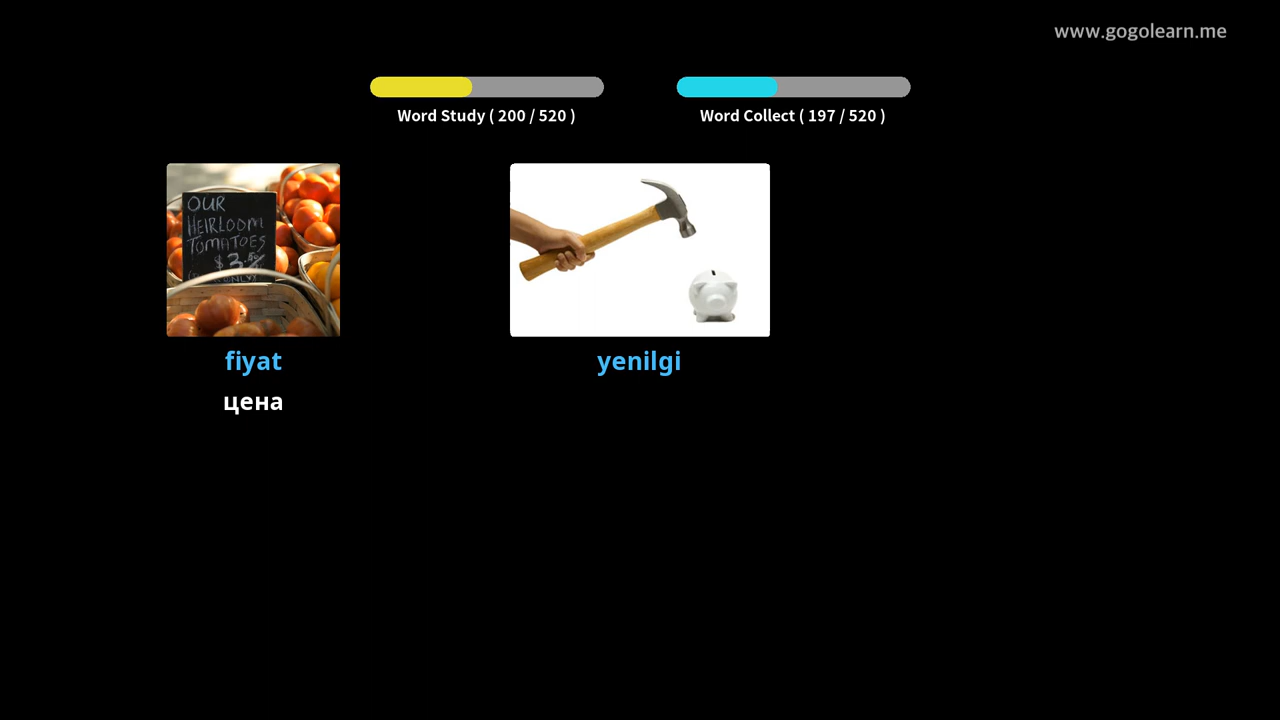 www.gogolearn.me
Word Study ( 200 / 520 )
Word Collect ( 197 / 520 )
OUR
HEIRLOOM
TOMATOES
fiyat
yenilgi
цена